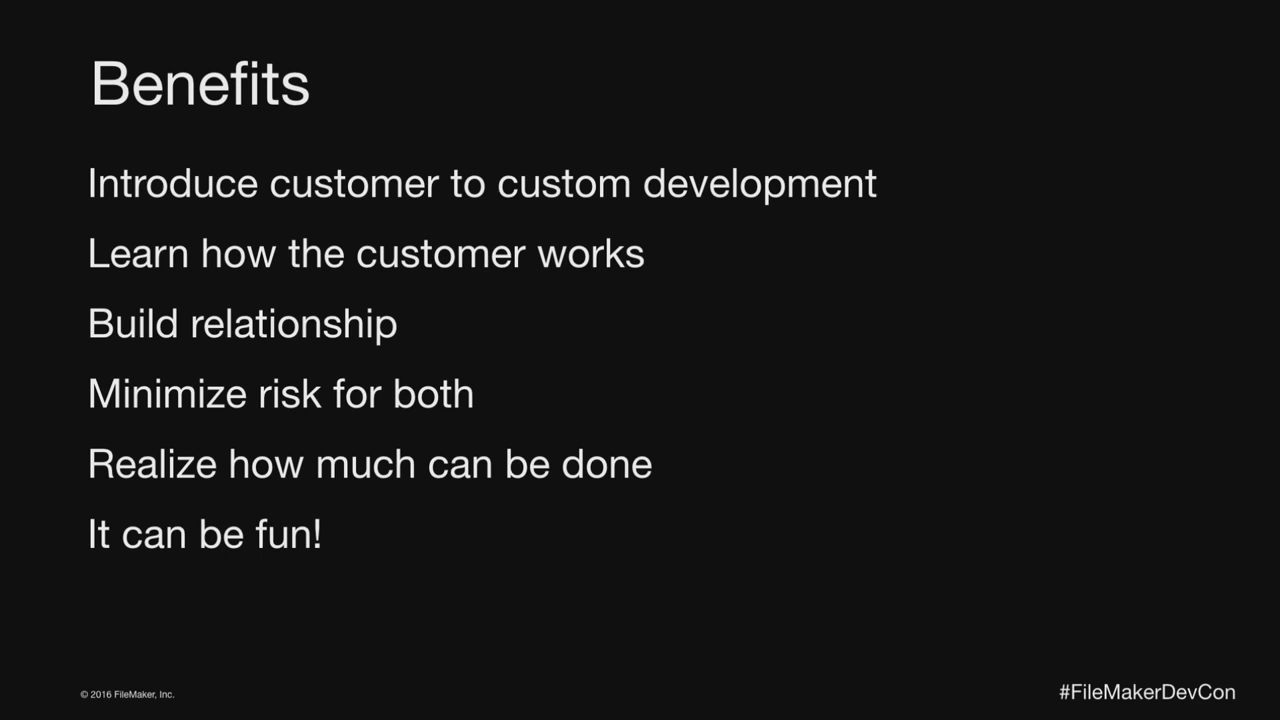 Benefits
Introduce customer to custom development
Learn how the customer works
Build relationship
Minimize risk for both
Realize how much can be done
It can be fun!
© 2016 FileMaker, Inc.
#FileMakerDevCon